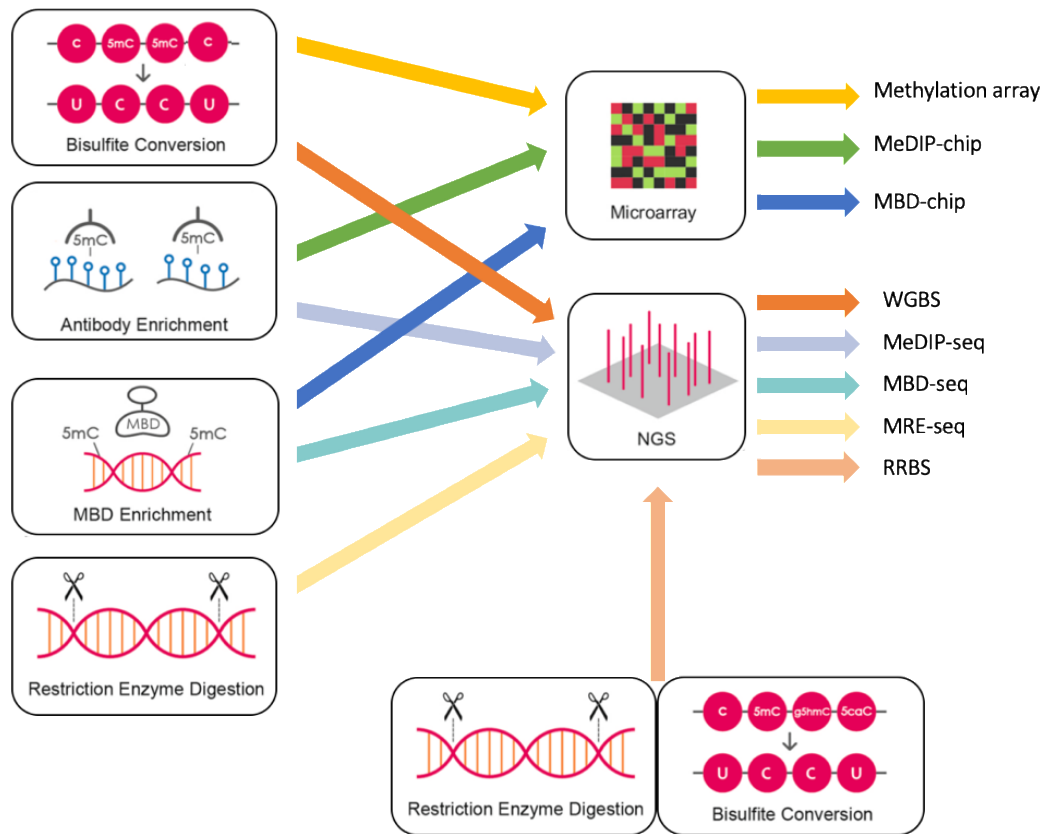 C 5mC 5mC C
U C C U
Bisulfite Conversion
5mC 5mC
Antibody Enrichment
MBD
5mC 5mC
MBD Enrichment
Restriction Enzyme Digestion
Microarray
NGS
Methylation array
MeDIP-chip
MBD-chip
WGBS
MeDIP-seq
MBD-seq
MRE-seq
RRBS
Restriction Enzyme Digestion
C 5mC g5hmC 5caC
U C C U
Bisulfite Conversion